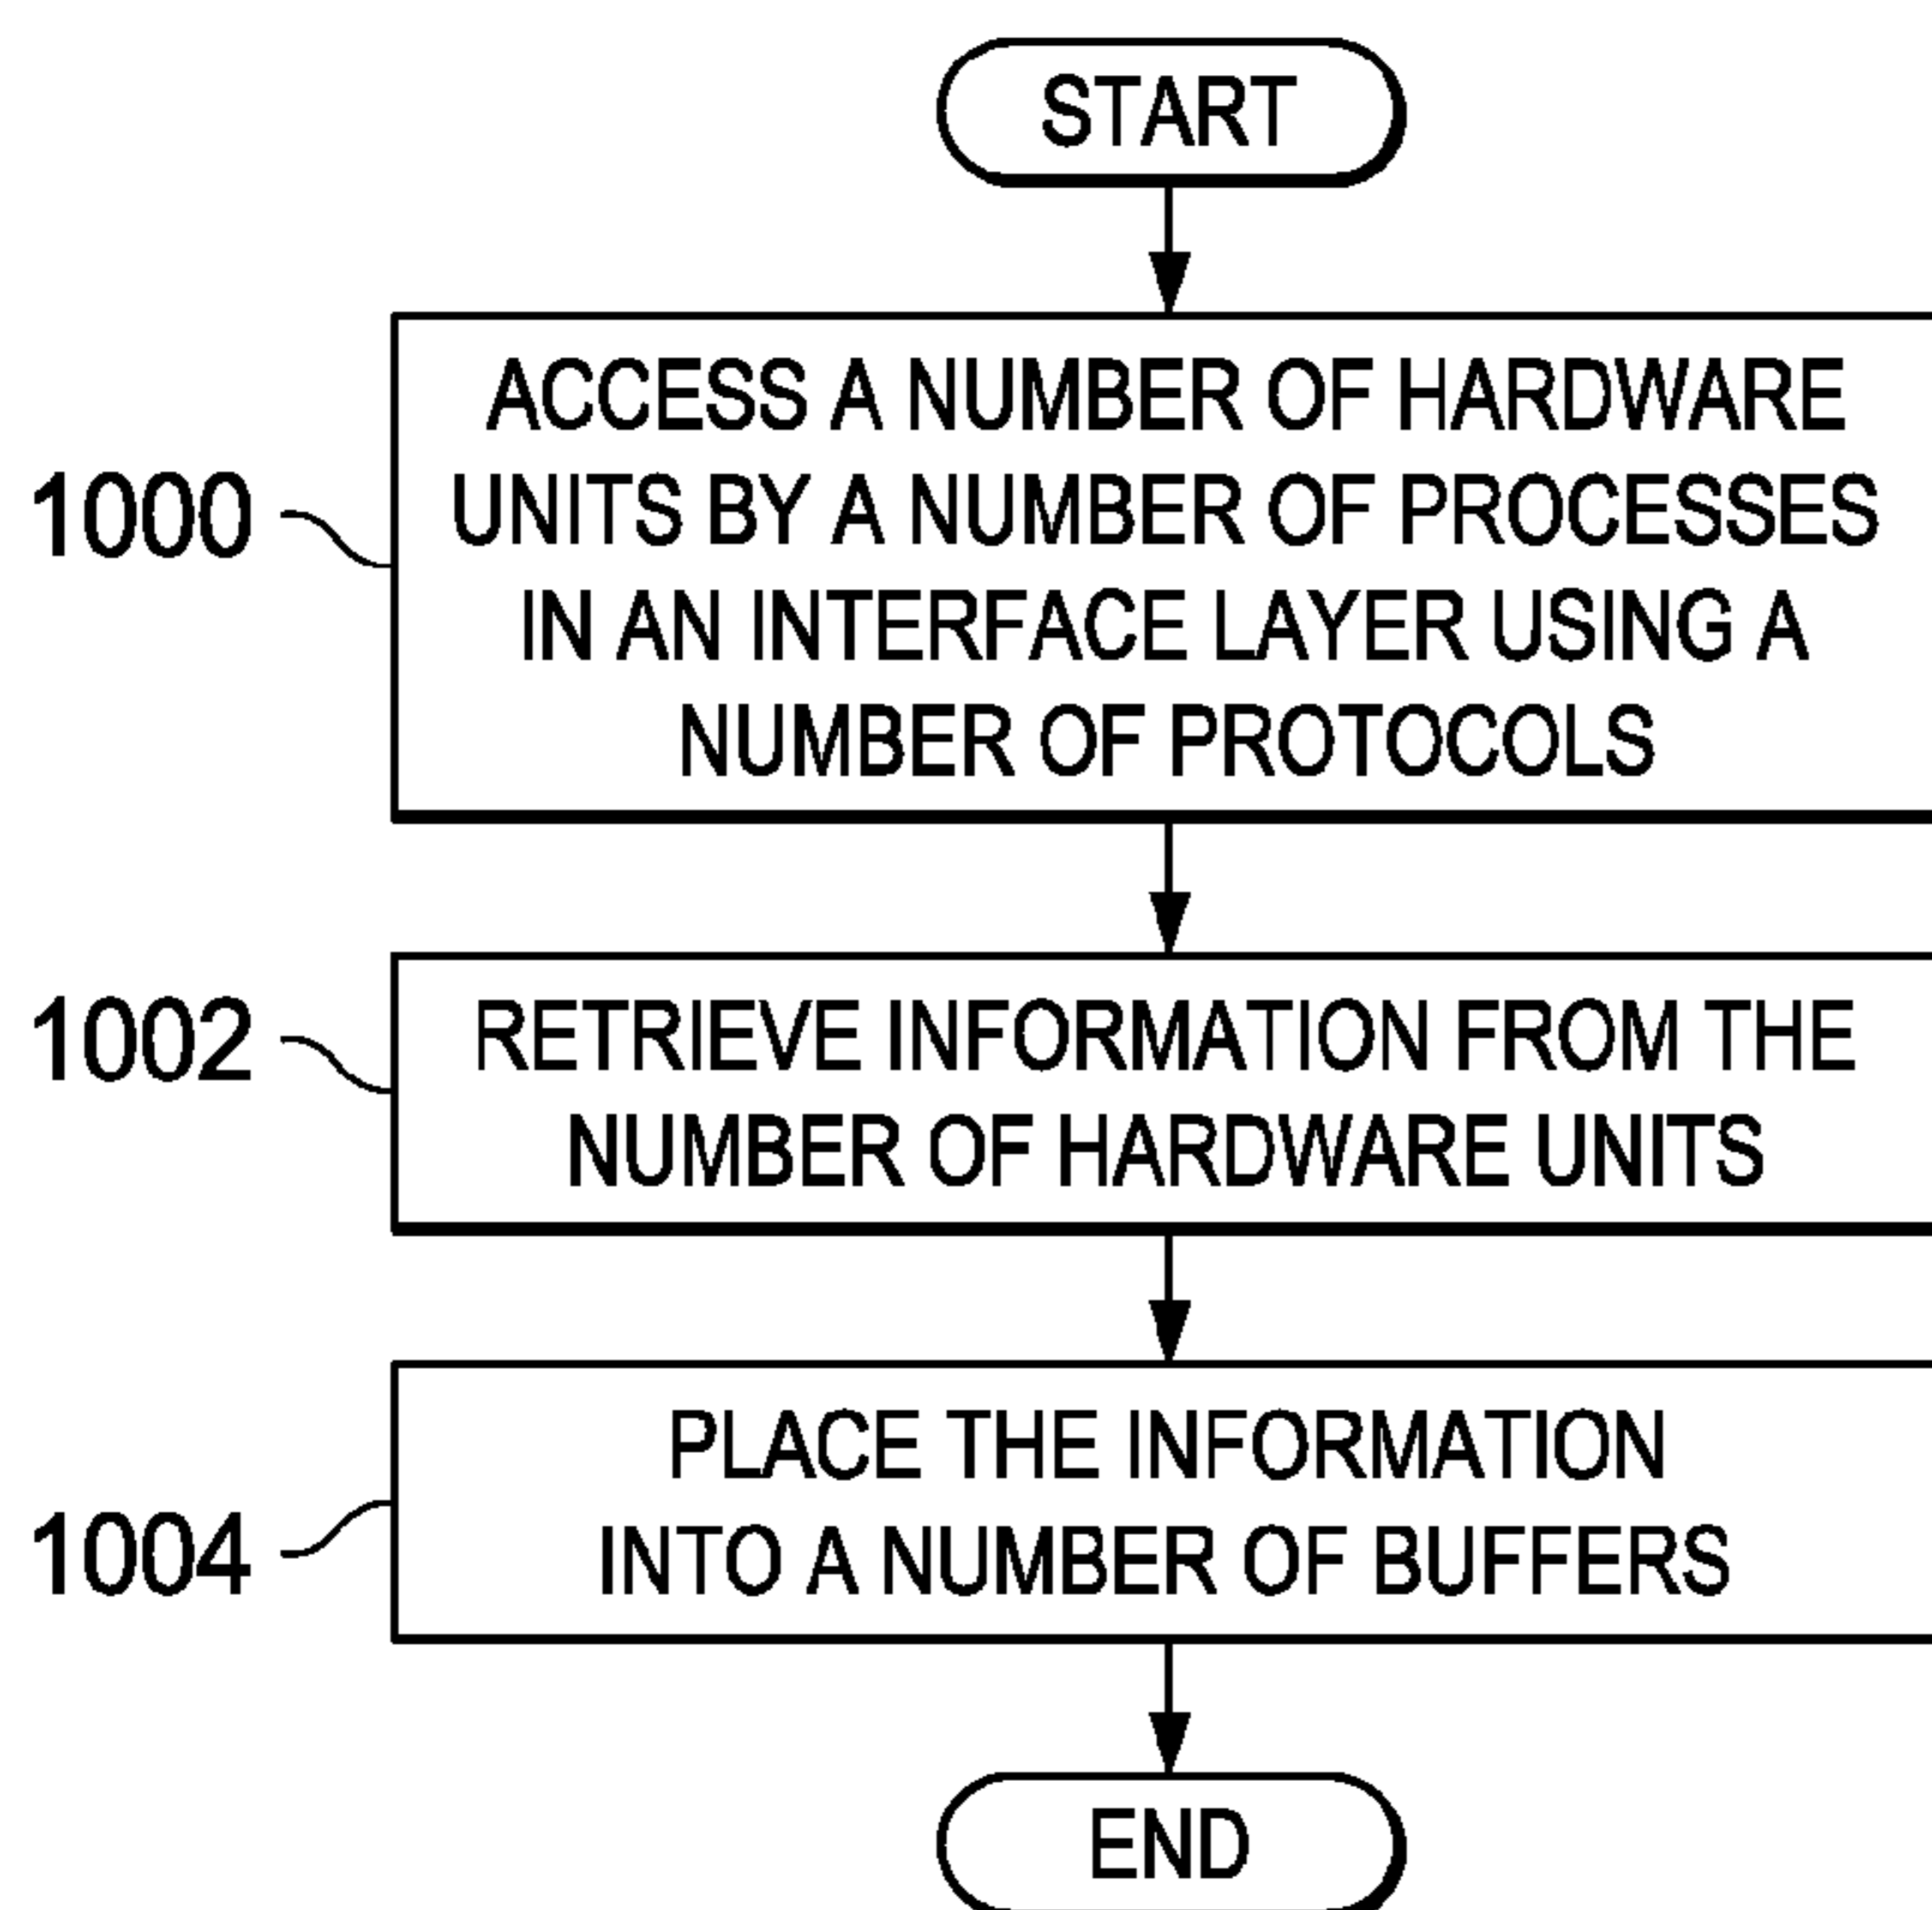 START
ACCESS A NUMBER OF HARDWARE
UNITS BY A NUMBER OF PROCESSES
IN AN INTERFACE LAYER USING A
NUMBER OF PROTOCOLS
1000
RETRIEVE INFORMATION FROM THE
NUMBER OF HARDWARE UNITS
1002
PLACE THE INFORMATION
INTO A NUMBER OF BUFFERS
1004
END